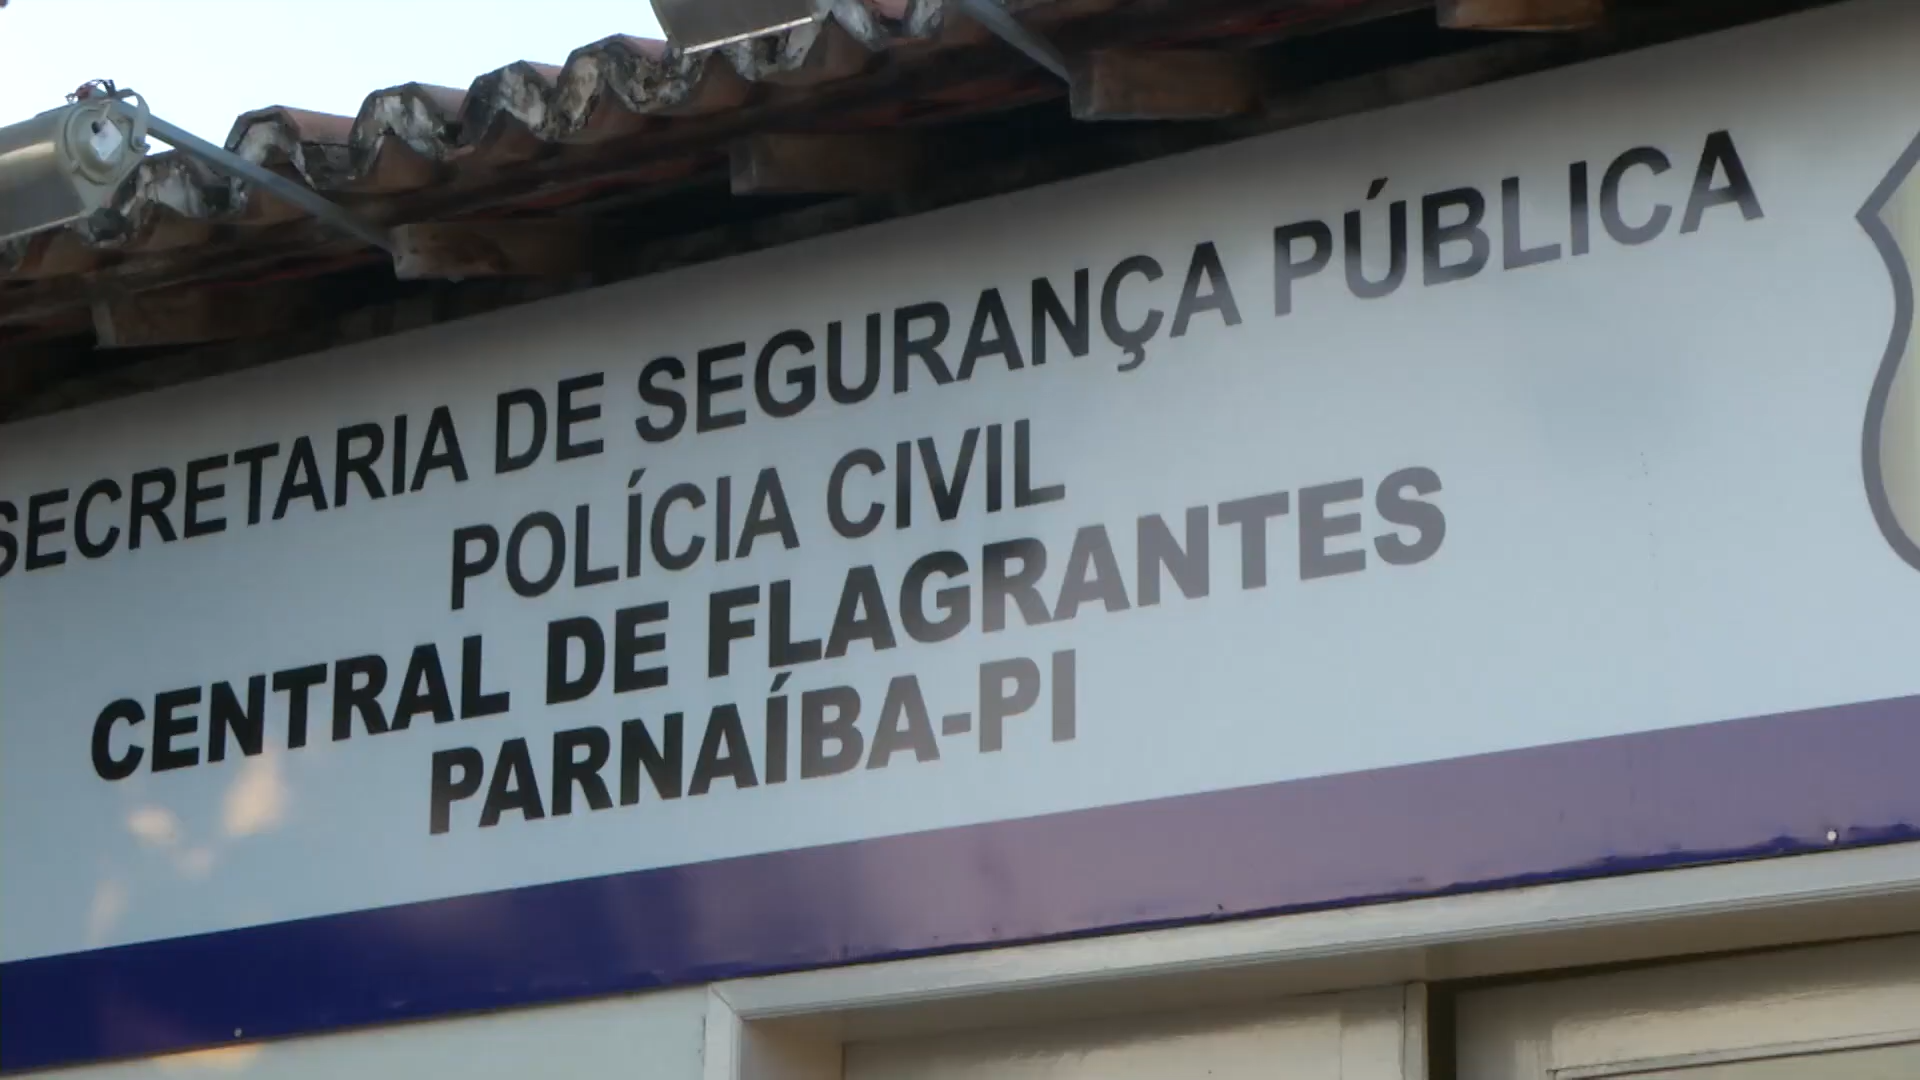 SECRETARIA DE SEGURANÇA PÚBLICA
POLÍCIA CIVIL
CENTRAL DE FLAGRANTES
PARNAÍBA-PI